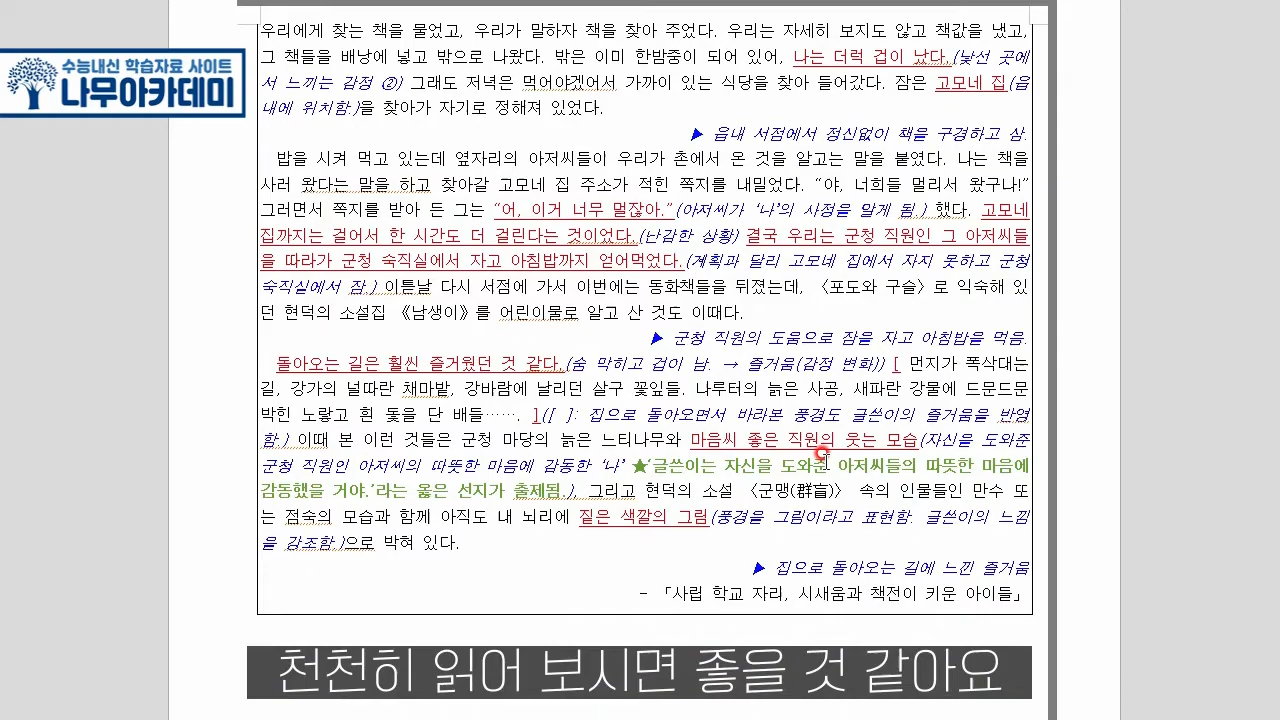 우리에게 찾는 책을 물었고, 우리가 말하자 책을 찾아 주었다. 우리는 자세히 보지도 않고 책값을 냈고,
그 책들을 배낭에 넣고 밖으로 나왔다. 밖은 이미 한밤중이 되어 있어, 나는 더럭 겁이 났다.(낯선 곳에
수능내신 학습자료 사이트
나무아카데미
서 느끼는 감정 ②) 그래도 저녁은 먹어야겠어서 가까이 있는 식당을 찾아 들어갔다. 잠은 고모네 집(읍
내에 위치함.)을 찾아가 자기로 정해져 있었다.
▶ 읍내 서점에서 정신없이 책을 구경하고 삼.
밥을 시켜 먹고 있는데 옆자리의 아저씨들이 우리가 촌에서 온 것을 알고는 말을 붙였다. 나는 책을
사러 왔다는 말을 하고 찾아갈 고모네 집 주소가 적힌 쪽지를 내밀었다. “야, 너희들 멀리서 왔구나!”
그러면서 쪽지를 받아 든 그는 “어, 이거 너무 멀잖아.”(아저씨가 ‘나’의 사정을 알게 됨.) 했다. 고모네
집까지는 걸어서 한 시간도 더 걸린다는 것이었다.(난감한 상황) 결국 우리는 군청 직원인 그 아저씨들
을 따라가 군청 숙직실에서 자고 아침밥까지 얻어먹었다.(계획과 달리 고모네 집에서 자지 못하고 군청
숙직실에서 잠.) 이튿날 다시 서점에 가서 이번에는 동화책들을 뒤졌는데, 〈포도와 구슬〉로 익숙해 있
던 현덕의 소설집 《남생이》를 어린이물로 알고 산 것도 이때다.
▶ 군청 직원의 도움으로 잠을 자고 아침밥을 먹음.
돌아오는 길은 훨씬 즐거웠던 것 같다.(숨 막히고 겁이 남. → 즐거움(감정 변화)) [ 먼지가 폭삭대는
길, 강가의 널따란 채마밭, 강바람에 날리던 살구 꽃잎들. 나루터의 늙은 사공, 새파란 강물에 드문드문
박힌 노랗고 흰 돛을 단 배들……. ]([ ]: 집으로 돌아오면서 바라본 풍경도 글쓴이의 즐거움을 반영
함.) 이때 본 이런 것들은 군청 마당의 늙은 느티나무와 마음씨 좋은 직원의 웃는 모습(자신을 도와준
군청 직원인 아저씨의 따뜻한 마음에 감동한 ‘나’ ★‘글쓴이는 자신을 도와준 아저씨들의 따뜻한 마음에
감동했을 거야.’라는 옳은 선지가 출제됨.), 그리고 현덕의 소설 〈군맹(群盲)〉 속의 인물들인 만수 또
는 점숙의 모습과 함께 아직도 내 뇌리에 짙은 색깔의 그림(풍경을 그림이라고 표현함. 글쓴이의 느낌
을 강조함.)으로 박혀 있다.
▶ 집으로 돌아오는 길에 느낀 즐거움
- 「사립 학교 자리, 시새움과 책전이 키운 아이들」
천천히 읽어 보시면 좋을 것 같아요